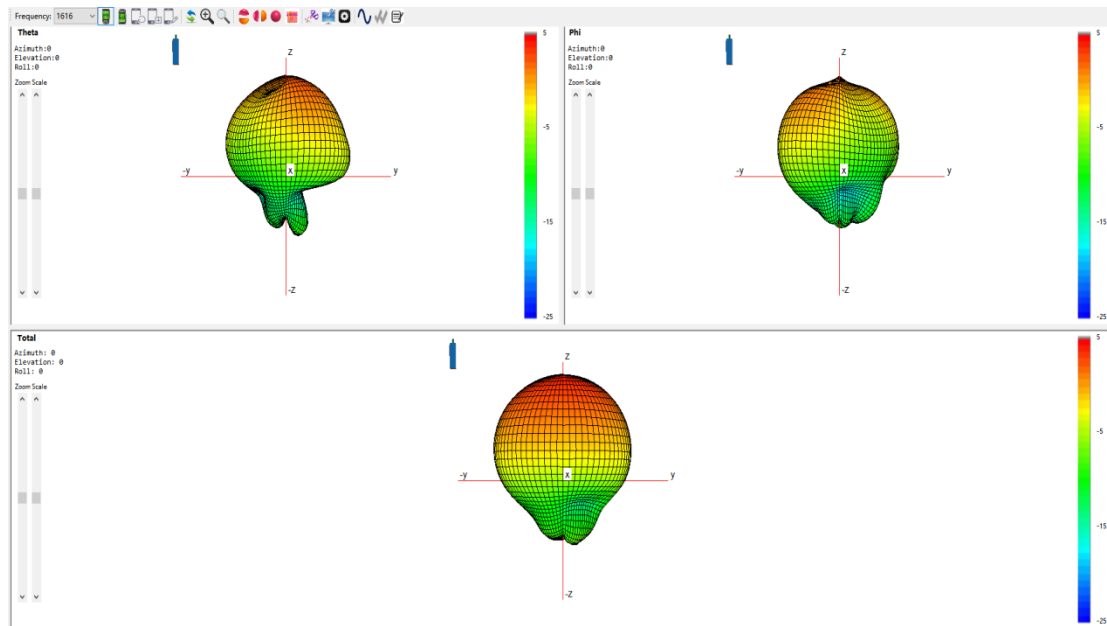 Frequency: 1616
Theta
Azimuth:0
Elevation:0
Roll:0
Zoom Scale
Z
-y
X
y
-Z
5
-5
-15
-25
Phi
Azimuth:0
Elevation:0
Roll:0
Zoom Scale
Z
-y
X
y
-Z
5
-5
-15
-25
Total
Azimuth: 0
Elevation: 0
Roll: 0
Zoom Scale
Z
-y
X
y
-Z
5
-5
-15
-25